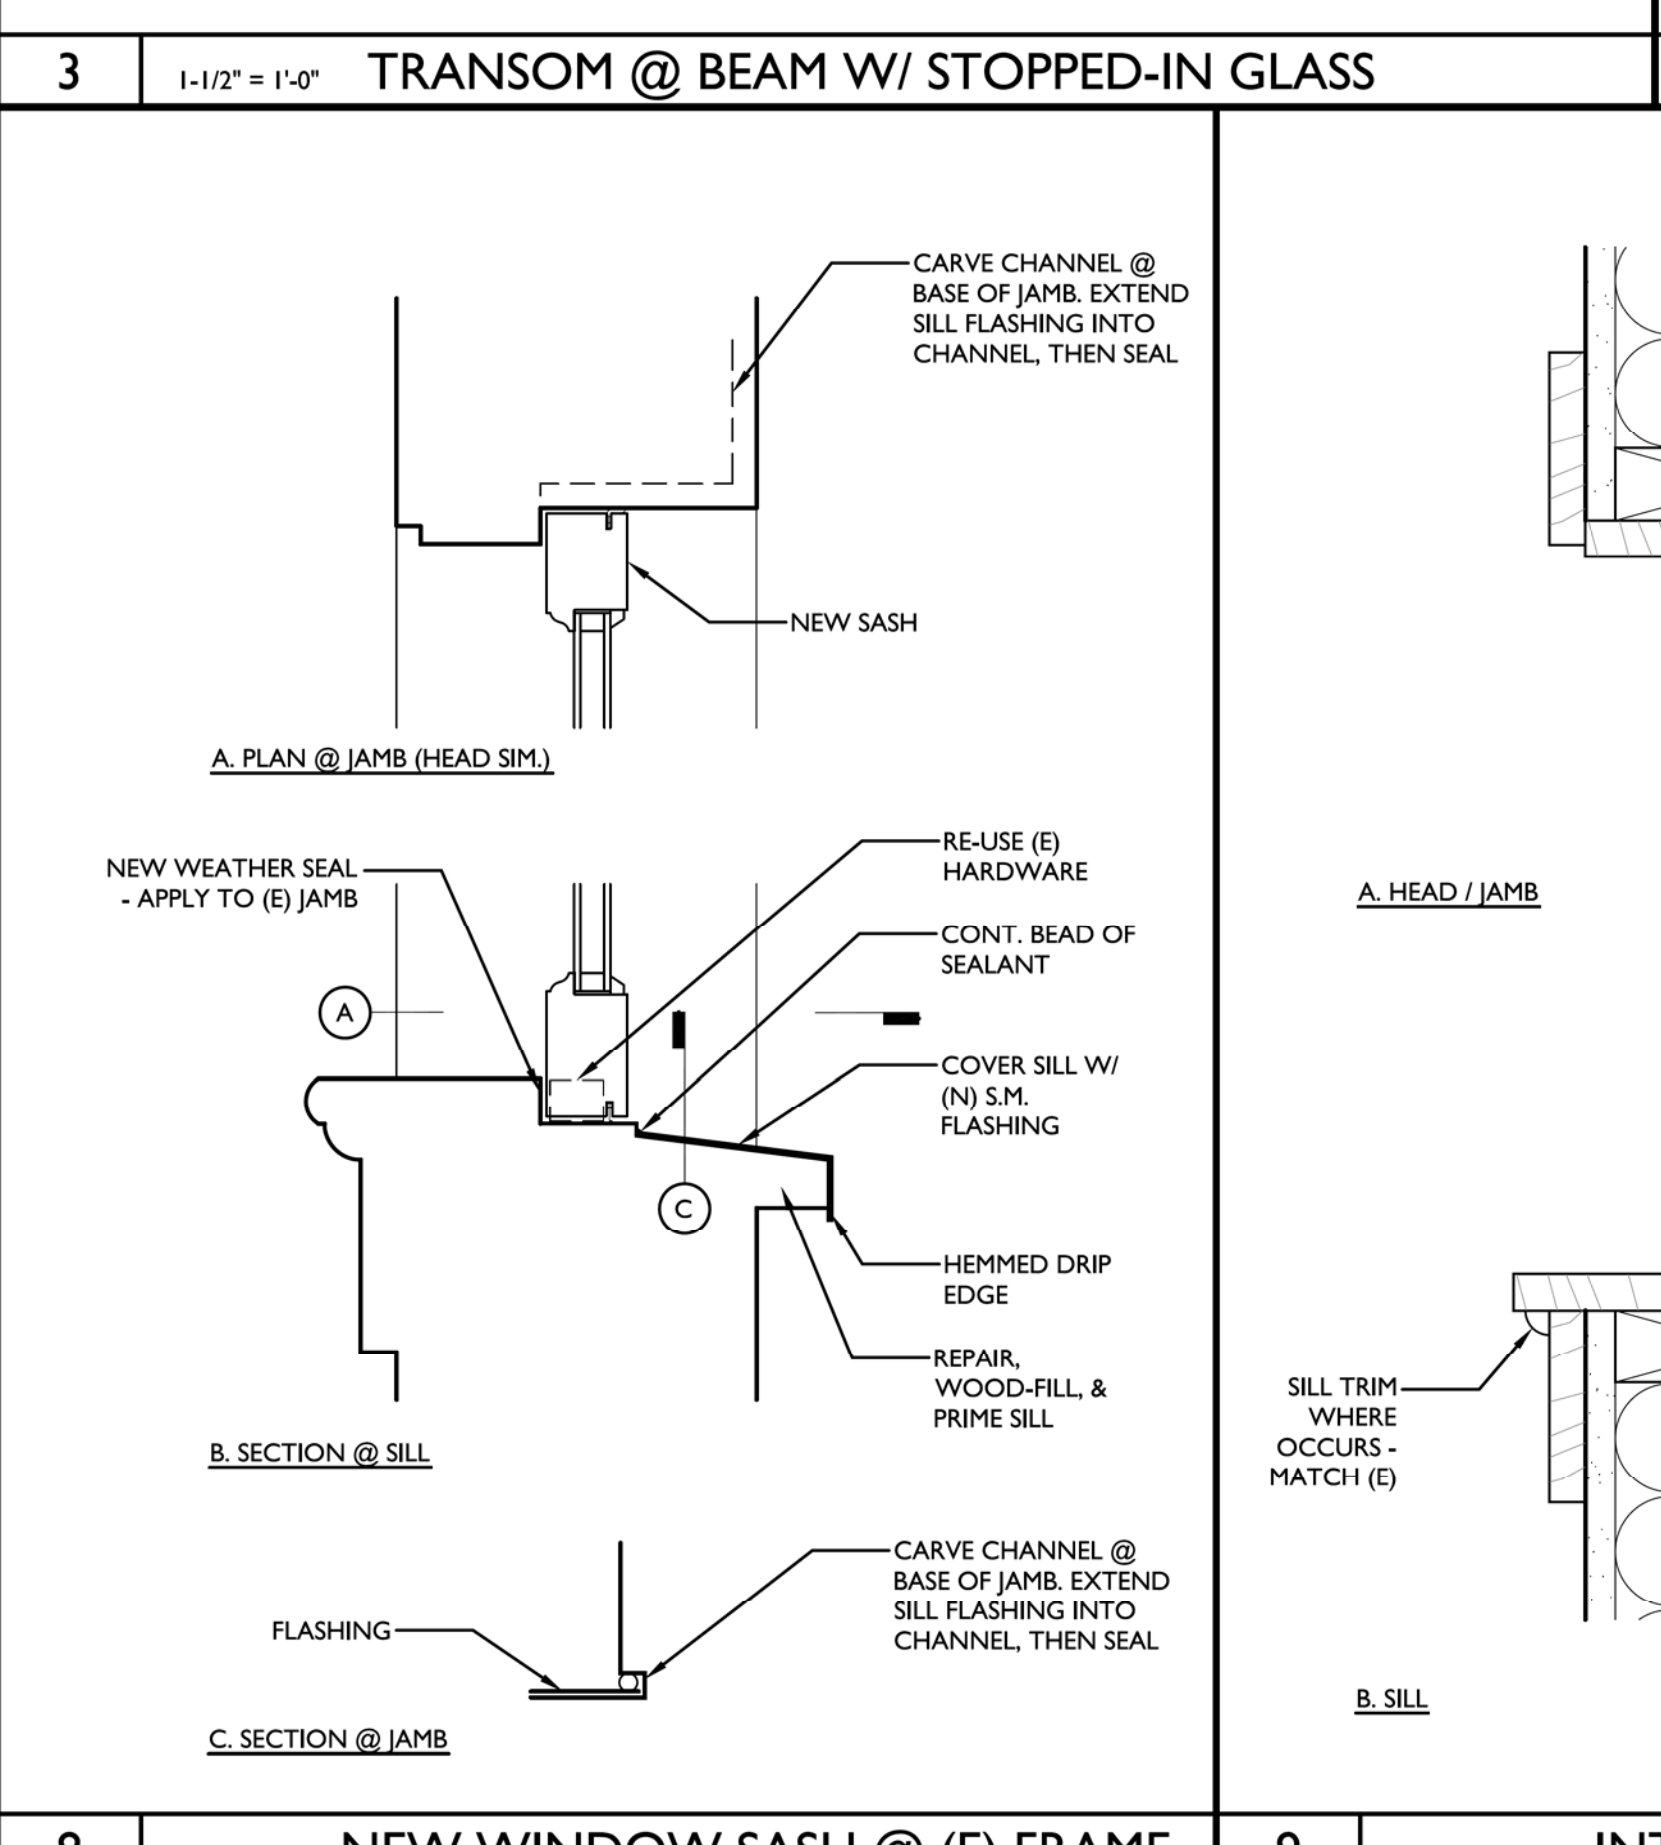 3
1-1/2" = 1'-0"
TRANSOM @ BEAM W/ STOPPED-IN GLASS
CARVE CHANNEL @
BASE OF JAMB. EXTEND
SILL FLASHING INTO
CHANNEL, THEN SEAL
NEW SASH
A. PLAN @ JAMB (HEAD SIM.)
NEW WEATHER SEAL
- APPLY TO (E) JAMB
RE-USE (E)
HARDWARE
CONT. BEAD OF
SEALANT
A
COVER SILL W/
(N) S.M.
FLASHING
C
HEMMED DRIP
EDGE
REPAIR,
WOOD-FILL, &
PRIME SILL
B. SECTION @ SILL
CARVE CHANNEL @
BASE OF JAMB. EXTEND
SILL FLASHING INTO
CHANNEL, THEN SEAL
FLASHING
C. SECTION @ JAMB
A. HEAD / JAMB
SILL TRIM
WHERE
OCCURS -
MATCH (E)
B. SILL
NEW WINDOW SASH @ (E) FRAME